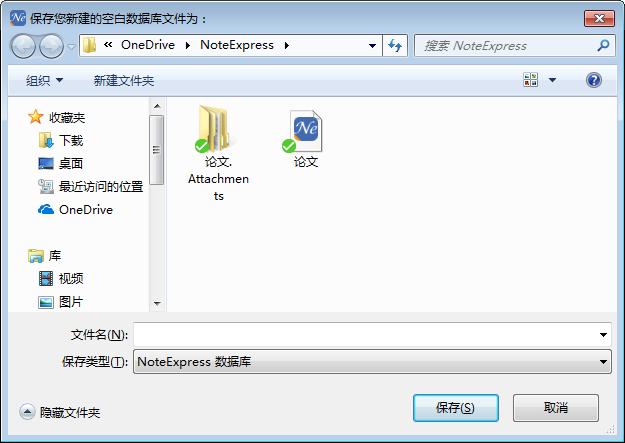 保存您新建的空白数据库文件为：
« OneDrive ▸ NoteExpress ▸
搜索 NoteExpress
组织 ▼ 新建文件夹
收藏夹
下载
桌面
最近访问的位置
OneDrive
库
视频
图片
论文.
Attachmen
ts
论文
文件名(N):
保存类型(T): NoteExpress 数据库
隐藏文件夹
保存(S)
取消